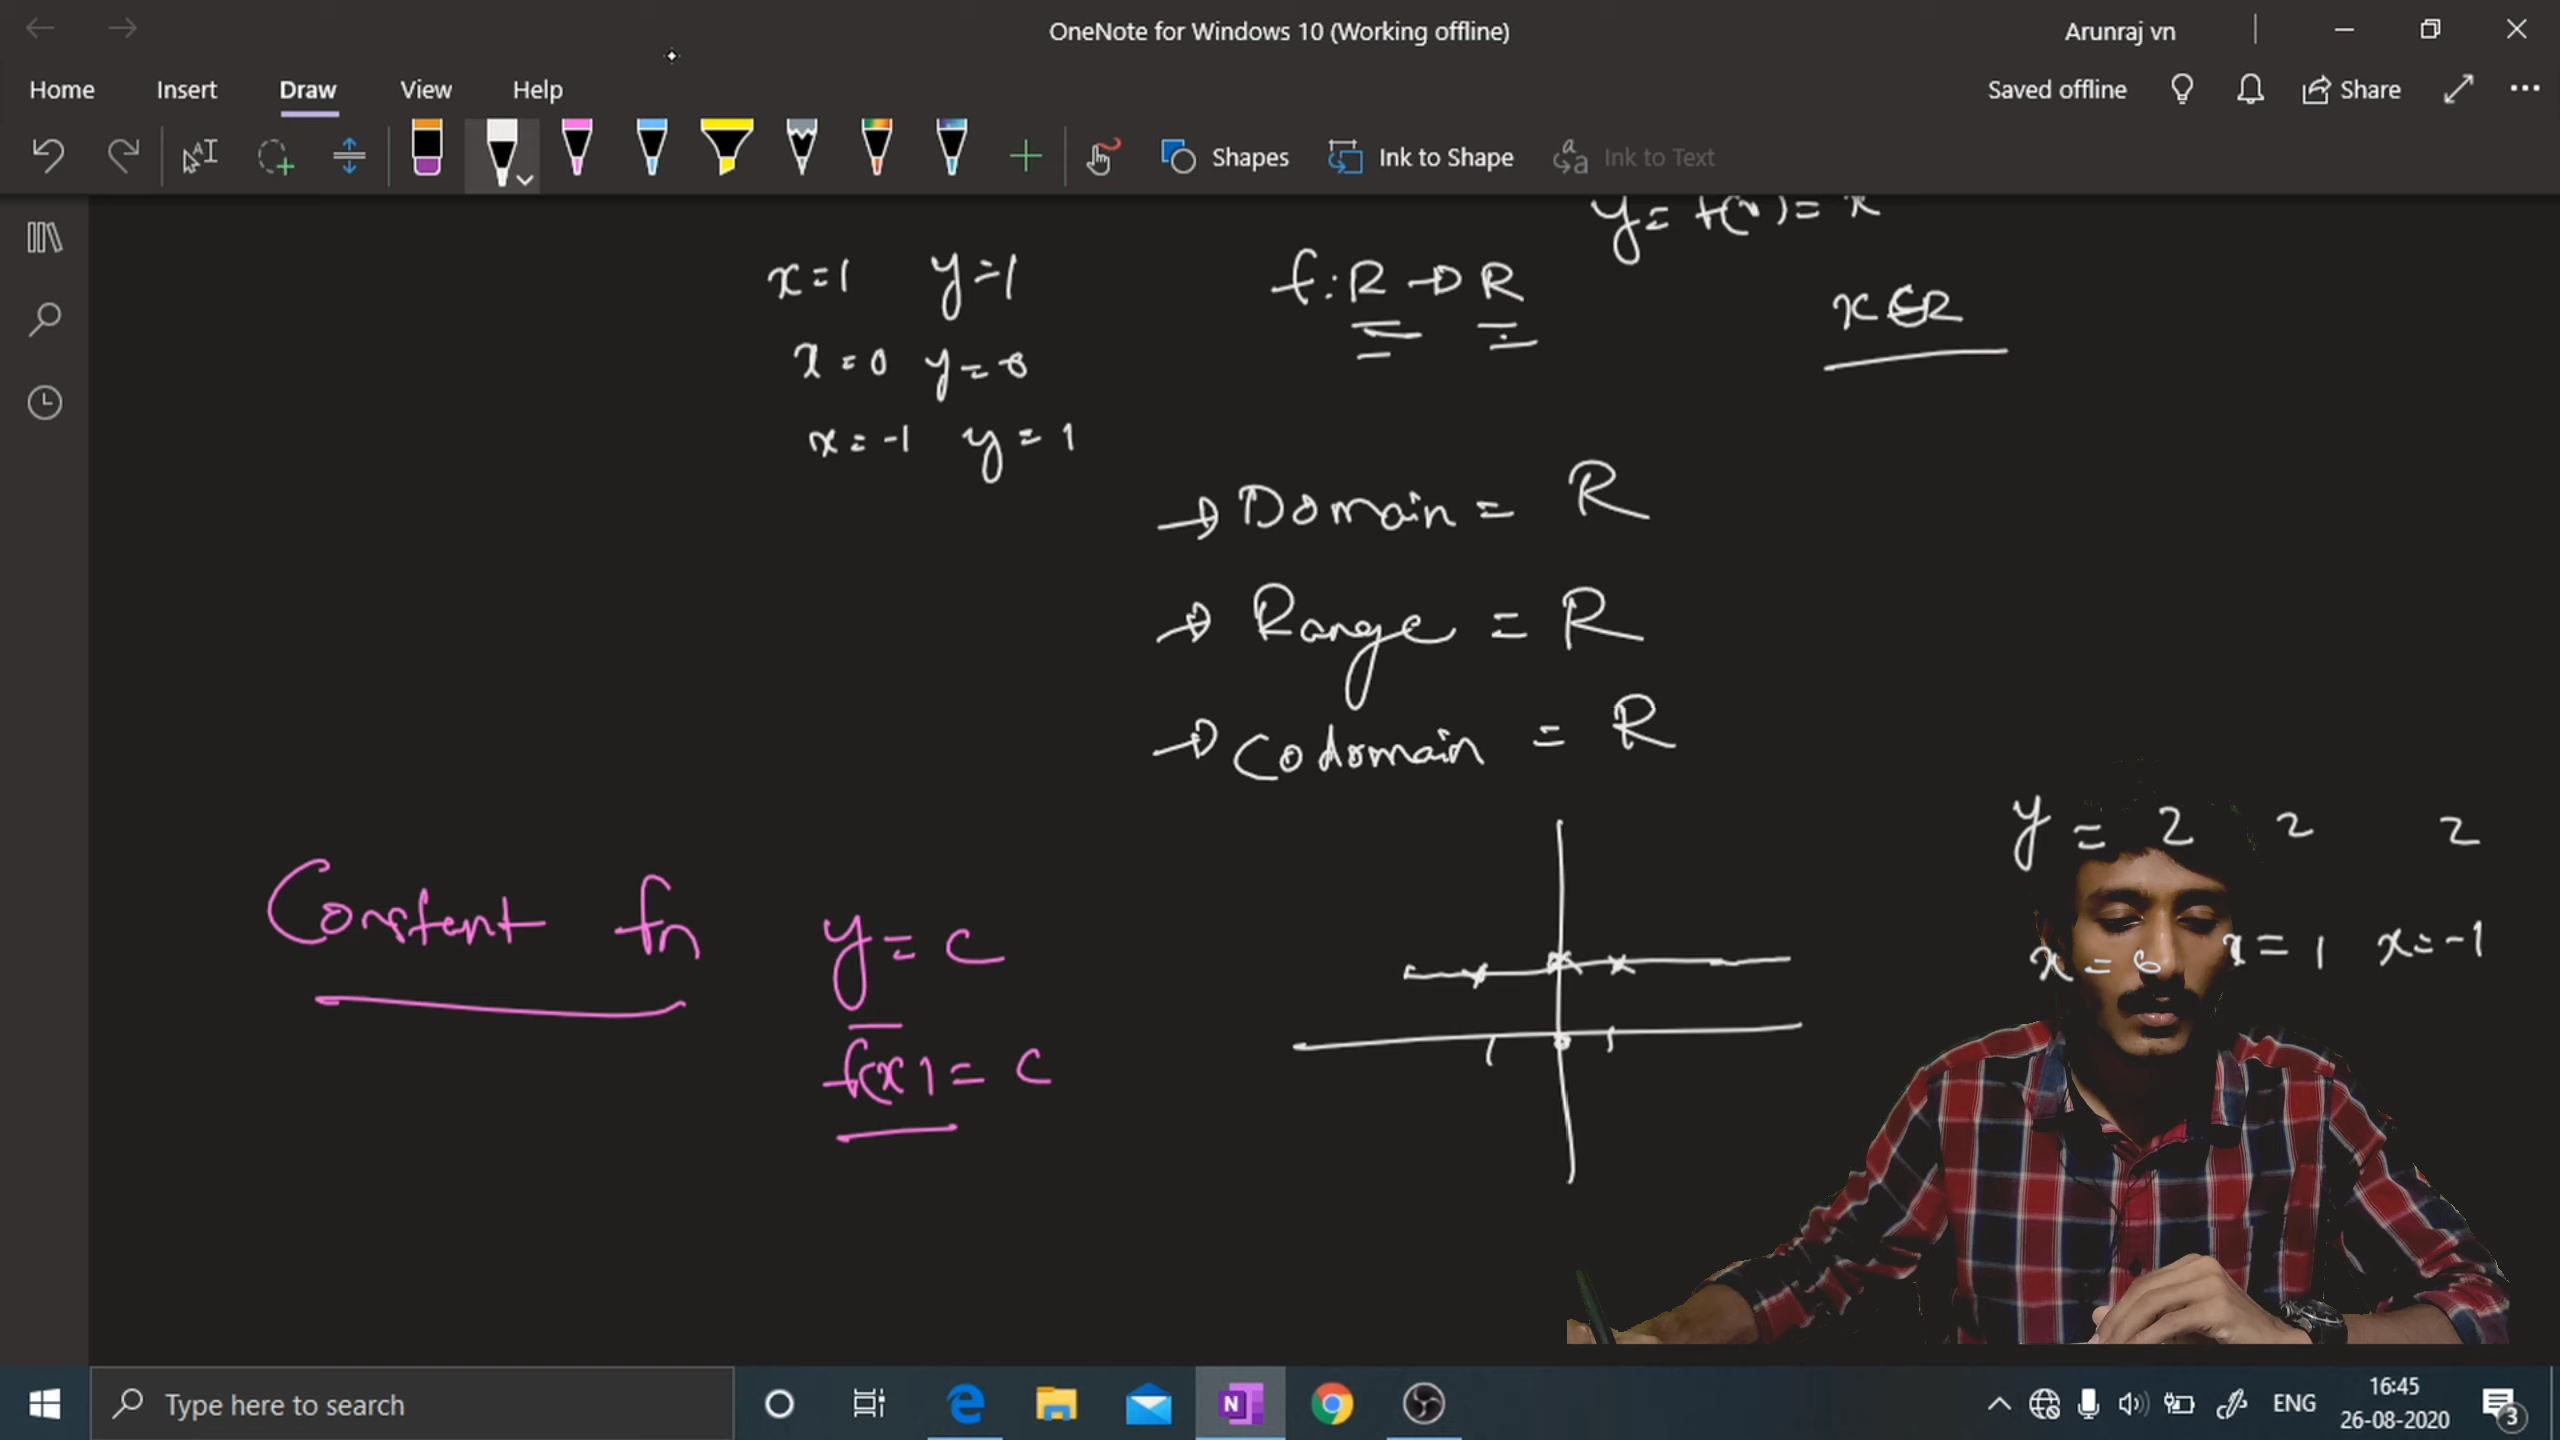 OneNote for Windows 10 (Working offline)
Arunraj vn
Home Insert Draw View Help
Saved offline Share
Shapes Ink to Shape Ink to Text
y = f(x) = x
x = 1 y = 1
f : R → R
x ∈ R
x = 0 y = 0
x = -1 y = 1
→ Domain = R
→ Range = R
→ Codomain = R
y = 2 2 2
x = 0 x = 1 x = -1
Constant fn y = c
f(x) = c
Type here to search
ENG
16:45
26-08-2020
3